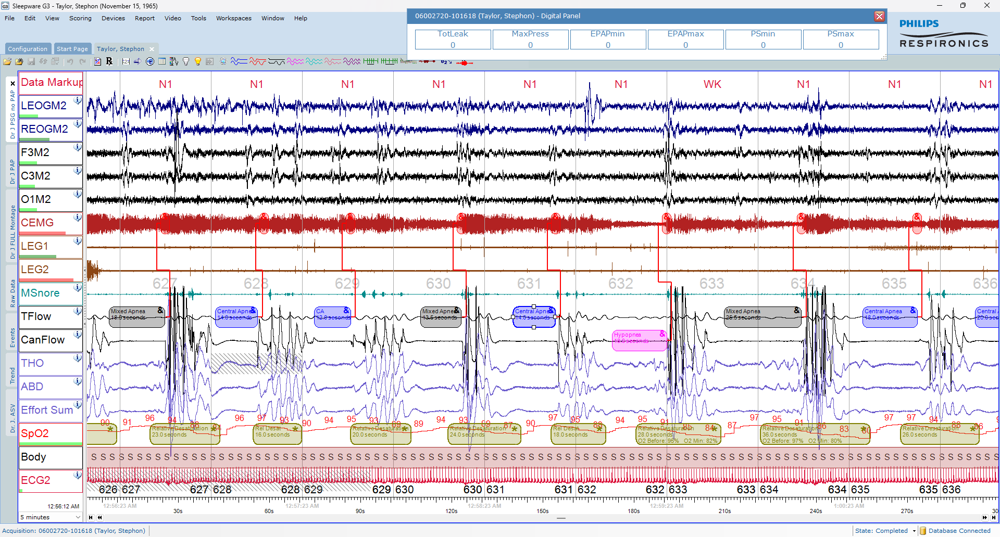 Sleepware G3 - Taylor, Stephon (November 15, 1965)
File Edit View Scoring Devices Report Video Tools Workspaces Window Help
06002720-101618 (Taylor, Stephon) - Digital Panel
TotLeak MaxPress EPAPmin EPAPmax PSmin PSmax
0 0 0 0 0 0
PHILIPS
RESPIRONICS
Configuration Start Page Taylor, Stephon
Dr J PSG no PAP
Dr J PAP
Dr J FULL Montage
Raw Data
Events
Trend
Dr. J. ASV
Data Markup N1 N1 N1 N1 N1 N1 WK N1 N1 N1
LEOGM2
REOGM2
F3M2
C3M2
O1M2
CEMG & & & & & & & &
LEG1
LEG2
627 628 629 630 631 632 633 634 635 636
MSnore
TFlow
Mixed Apnea &
18.5 seconds
Central Apnea &
14.0 seconds
CA &
12.0 seconds
Mixed Apnea &
13.5 seconds
Central Apnea &
14.0 seconds
Mixed Apnea &
25.5 seconds
Central Apnea &
18.0 seconds
Central A
20.0 sec
CanFlow
Hypopnea &
18.0 seconds
THO
ABD
Effort Sum
90 91 96 94 88 84 96 97 93 90 94 95 93 89 89 94 93 89 87 90 97 95 88 94 95 91 85 84 87 97 95 91 86 83 80 97 97 94 88 86
SpO2
Relative Desaturation
23.0 seconds
Rel Desat
16.0 seconds
Relative Desaturation
20.0 seconds
Relative Desaturation
24.0 seconds
Rel Desat
18.0 seconds
Relative Desaturation
28.0 seconds
O2 Before: 95% O2 Min: 82%
Relative Desaturation
36.0 seconds
O2 Before: 97% O2 Min: 80%
Relative Desaturation
26.0 seconds
Body
ECG2
626 627 627 628 628 629 629 630 630 631 631 632 632 633 633 634 634 635 635 636
12:56:12 AM 12:56:23 AM 12:57:23 AM 12:58:23 AM 12:59:23 AM 1:00:23 AM
30s 60s 90s 120s 150s 180s 210s 240s 270s 30
5 minutes
Acquisition: 06002720-101618 (Taylor, Stephon) State: Completed Database Connected